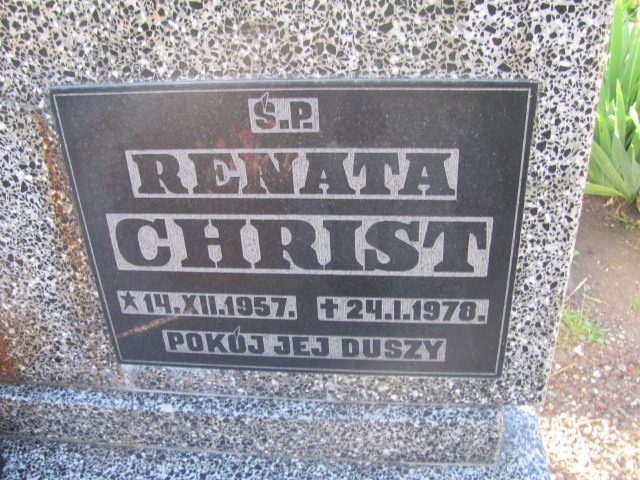 Ś.P.
RENATA
CHRIST
★14.XII.1957. ✝24.I.1978.
POKÓJ JEJ DUSZY